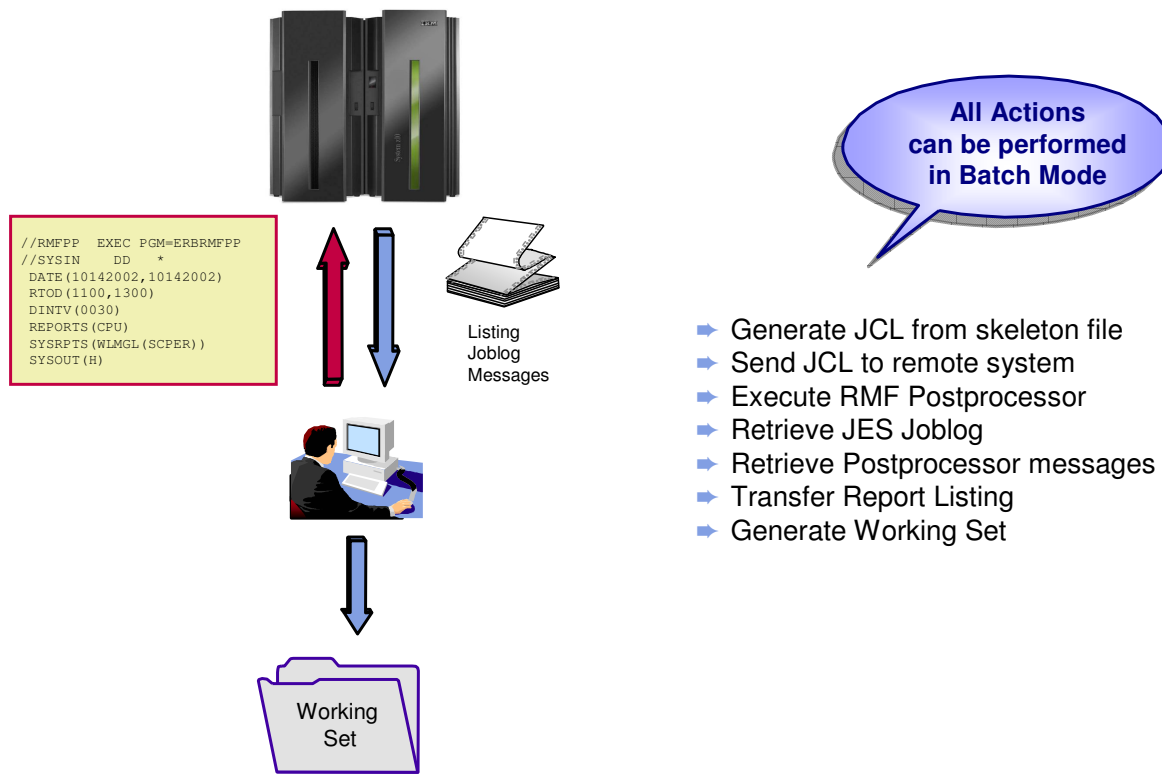 All Actions
can be performed
in Batch Mode
//RMFPP  EXEC PGM=ERBRMFPP
//SYSIN    DD   *
 DATE(10142002,10142002)
 RTOD(1100,1300)
 DINTV(0030)
 REPORTS(CPU)
 SYSRPTS(WLMGL(SCPER))
 SYSOUT(H)
Listing
Joblog
Messages
Generate JCL from skeleton file
Send JCL to remote system
Execute RMF Postprocessor
Retrieve JES Joblog
Retrieve Postprocessor messages
Transfer Report Listing
Generate Working Set
Working
Set